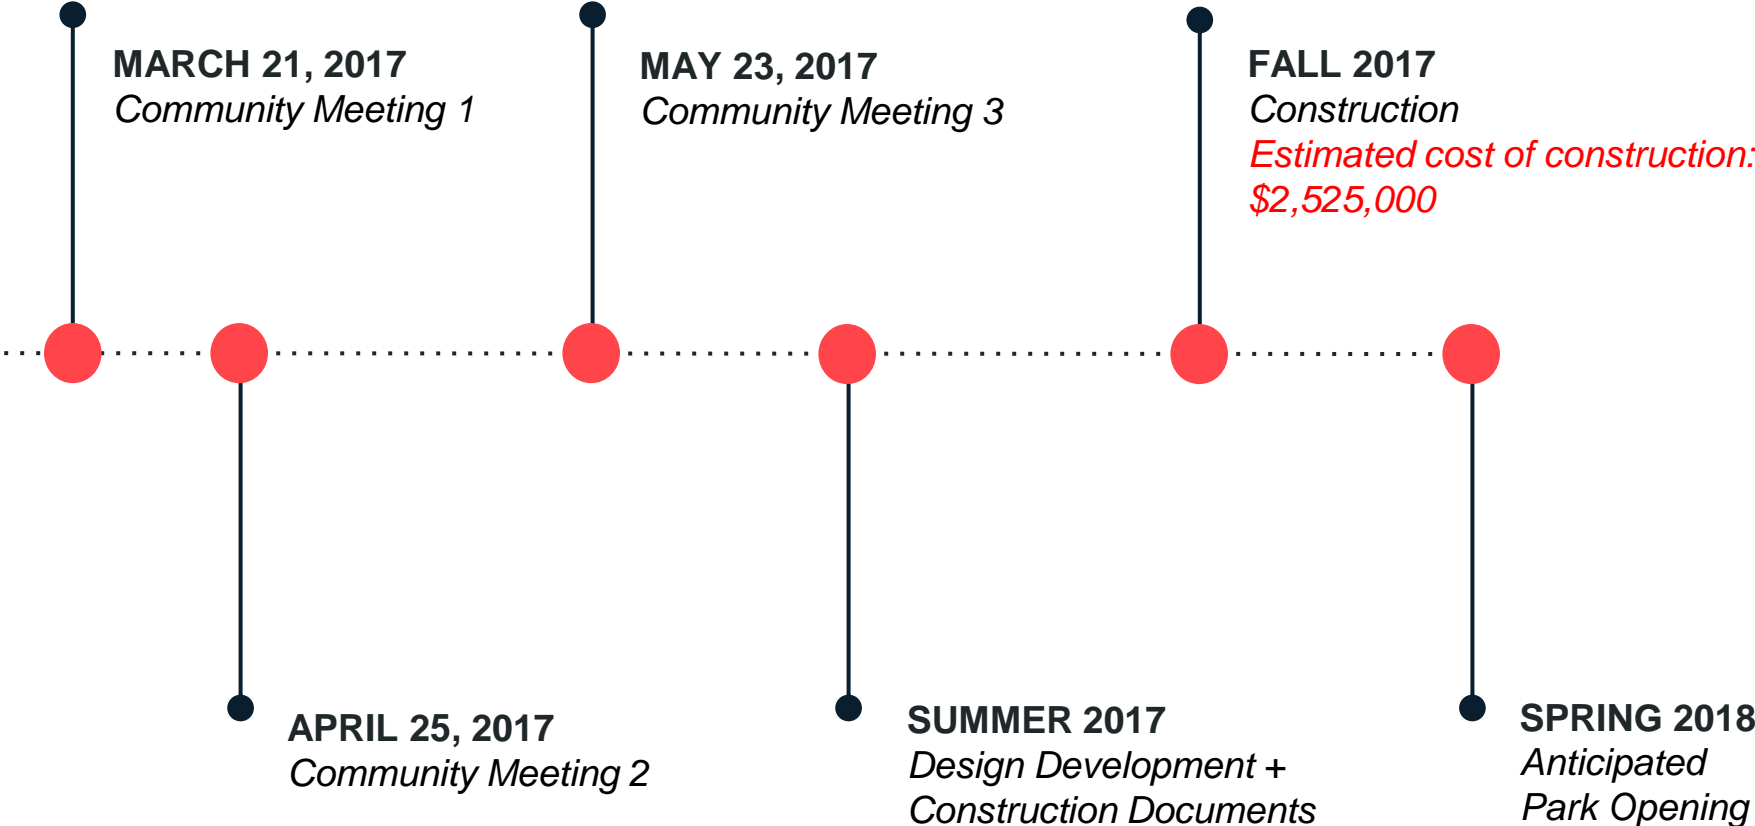 MARCH 21, 2017
Community Meeting 1
MAY 23, 2017
Community Meeting 3
FALL 2017
Construction
Estimated cost of construction:
$2,525,000
APRIL 25, 2017
Community Meeting 2
SUMMER 2017
Design Development +
Construction Documents
SPRING 2018
Anticipated
Park Opening